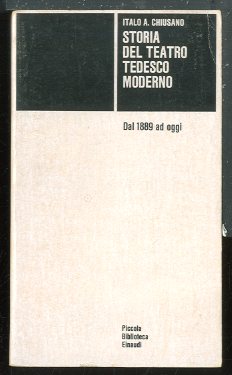 ITALO A. CHIUSANO
STORIA
DEL TEATRO
TEDESCO
MODERNO
Dal 1889 ad oggi
Piccola
Biblioteca
Einaudi